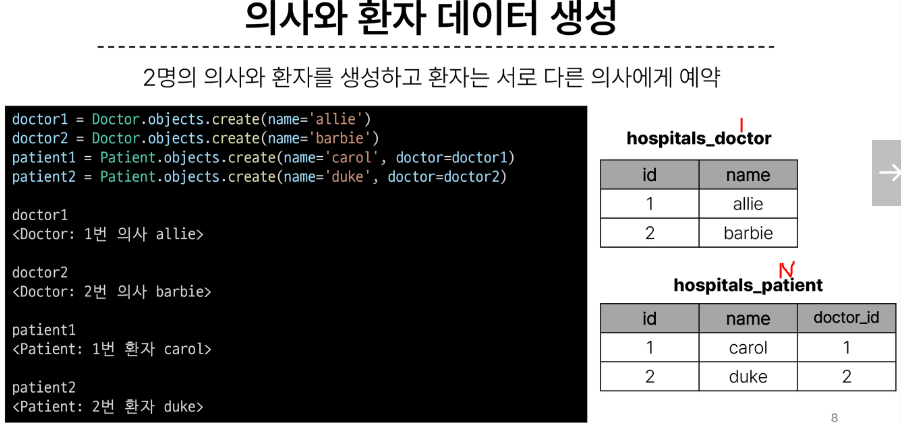 의사와 환자 데이터 생성
2명의 의사와 환자를 생성하고 환자는 서로 다른 의사에게 예약
doctor1 = Doctor.objects.create(name='allie')
doctor2 = Doctor.objects.create(name='barbie')
patient1 = Patient.objects.create(name='carol', doctor=doctor1)
patient2 = Patient.objects.create(name='duke', doctor=doctor2)
doctor1
<Doctor: 1번 의사 allie>
doctor2
<Doctor: 2번 의사 barbie>
patient1
<Patient: 1번 환자 carol>
patient2
<Patient: 2번 환자 duke>
1
hospitals_doctor
id name
1 allie
2 barbie
N
hospitals_patient
id name doctor_id
1 carol 1
2 duke 2
8